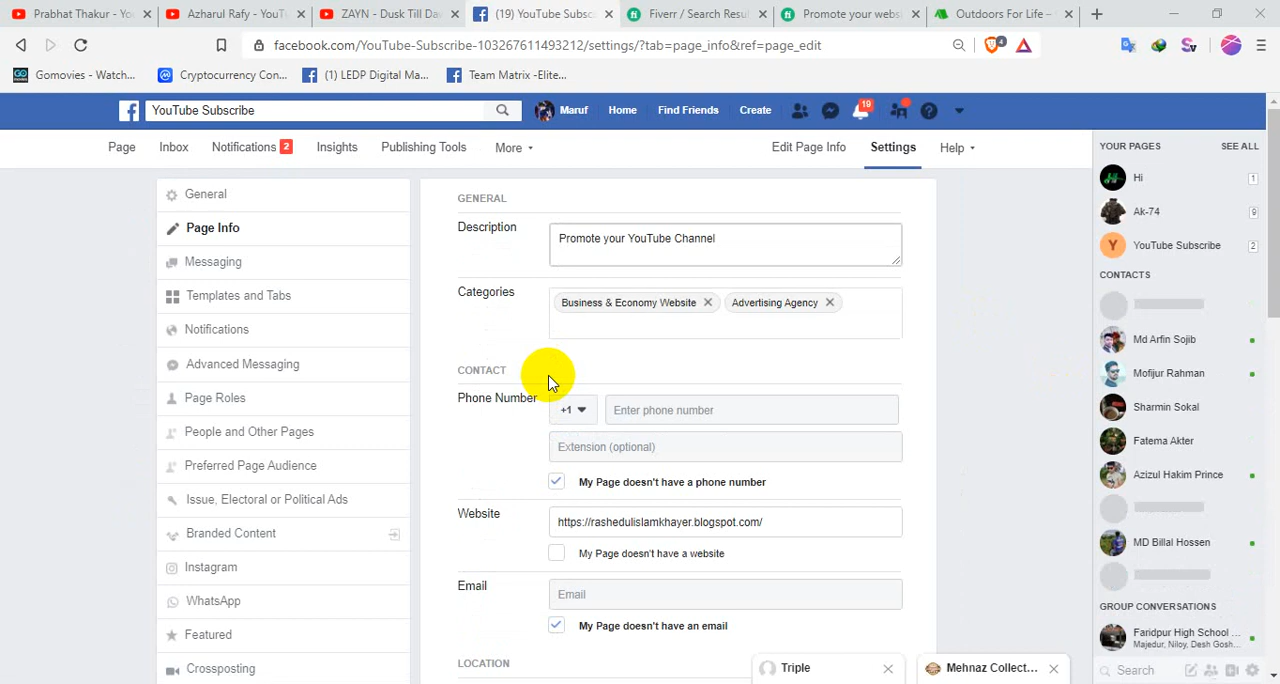 Prabhat Thakur - Yo
Azharul Rafy - YouT
ZAYN - Dusk Till Da
(19) YouTube Subsc
Fiverr / Search Resu
Promote your webs
Outdoors For Life –
facebook.com/YouTube-Subscribe-103267611493212/settings/?tab=page_info&ref=page_edit
4
Gomovies - Watch...
Cryptocurrency Con...
(1) LEDP Digital Ma...
Team Matrix -Elite...
YouTube Subscribe
Maruf
Home
Find Friends
Create
19
Page
Inbox
Notifications 2
Insights
Publishing Tools
More
Edit Page Info
Settings
Help
General
Page Info
Messaging
Templates and Tabs
Notifications
Advanced Messaging
Page Roles
People and Other Pages
Preferred Page Audience
Issue, Electoral or Political Ads
Branded Content
Instagram
WhatsApp
Featured
Crossposting
GENERAL
Description
Promote your YouTube Channel
Categories
Business & Economy Website
Advertising Agency
CONTACT
Phone Number
+1
Enter phone number
Extension (optional)
My Page doesn't have a phone number
Website
https://rashedulislamkhayer.blogspot.com/
My Page doesn't have a website
Email
Email
My Page doesn't have an email
LOCATION
YOUR PAGES
SEE ALL
Hi
1
Ak-74
9
Y
YouTube Subscribe
2
CONTACTS
Md Arfin Sojib
Mofijur Rahman
Sharmin Sokal
Fatema Akter
Azizul Hakim Prince
MD Billal Hossen
GROUP CONVERSATIONS
Faridpur High School ...
Majedur, Niloy, Desh Gosh...
Search
Triple
Mehnaz Collect...